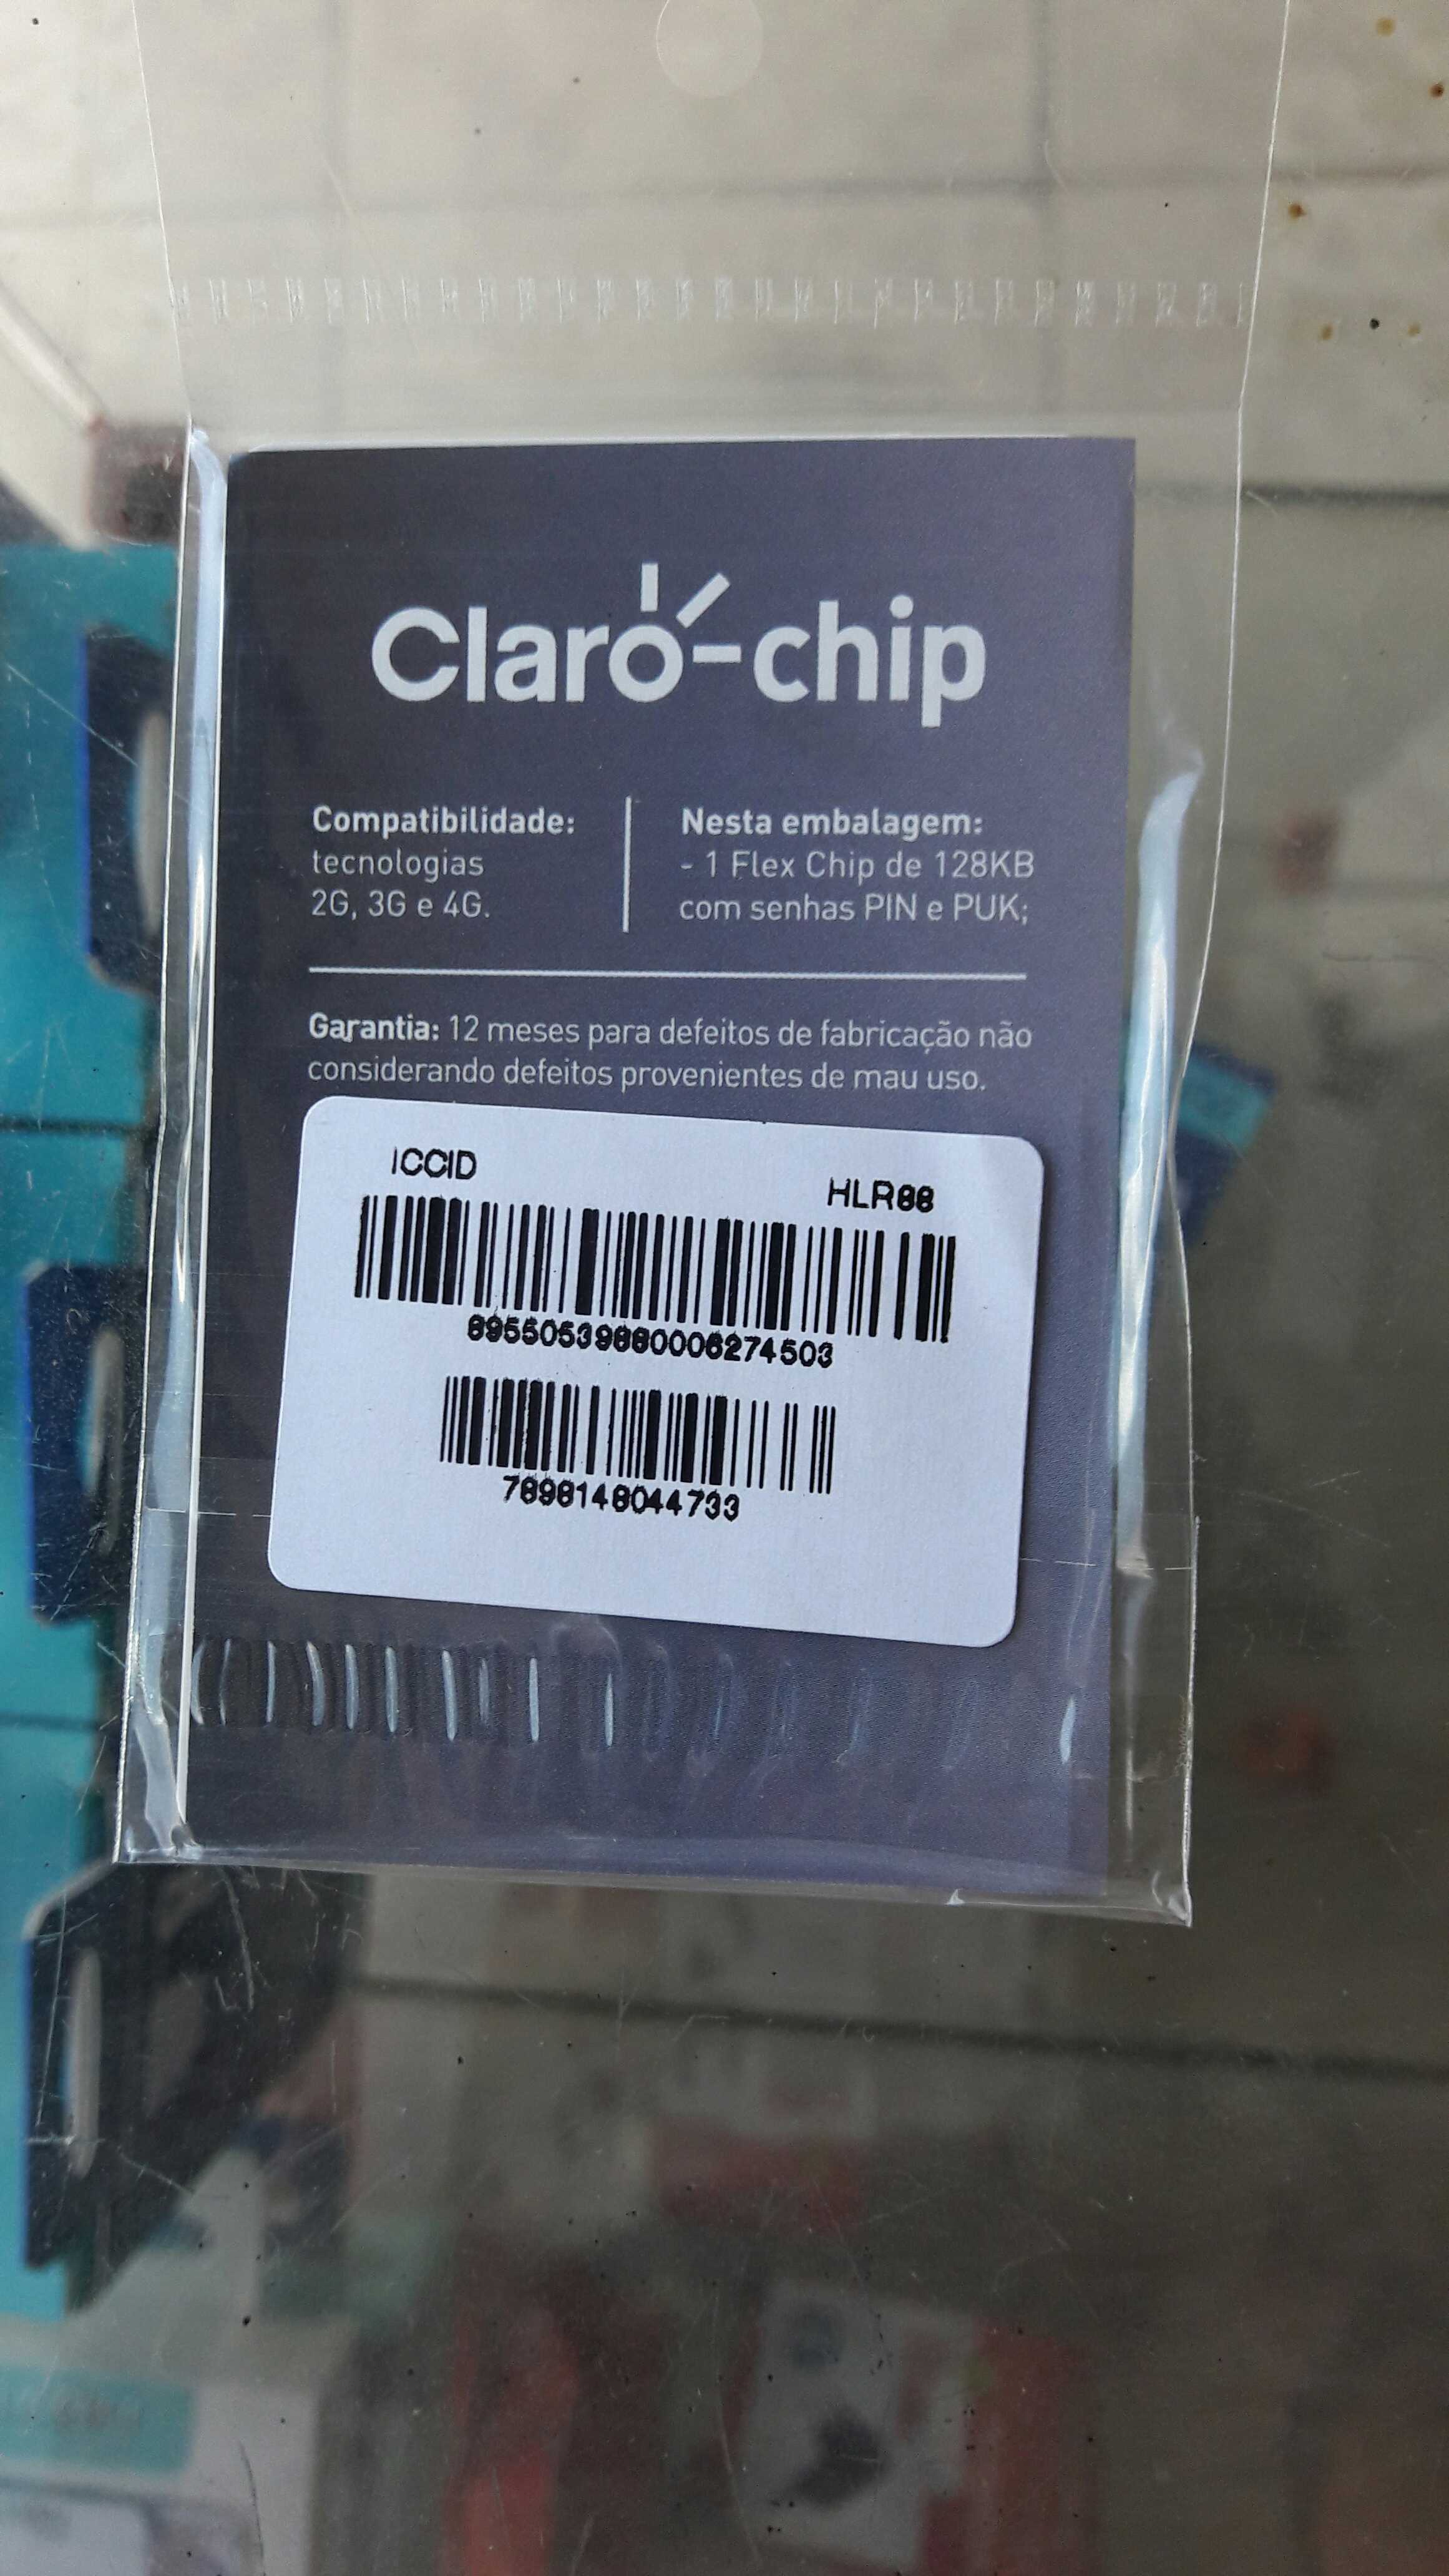 Claro-chip
Compatibilidade:
tecnologias
2G, 3G e 4G.
Nesta embalagem:
- 1 Flex Chip de 128KB
com senhas PIN e PUK;
Garantia: 12 meses para defeitos de fabricação não
considerando defeitos provenientes de mau uso.
ICCID
HLR88
89550539880006274503
7898148044733